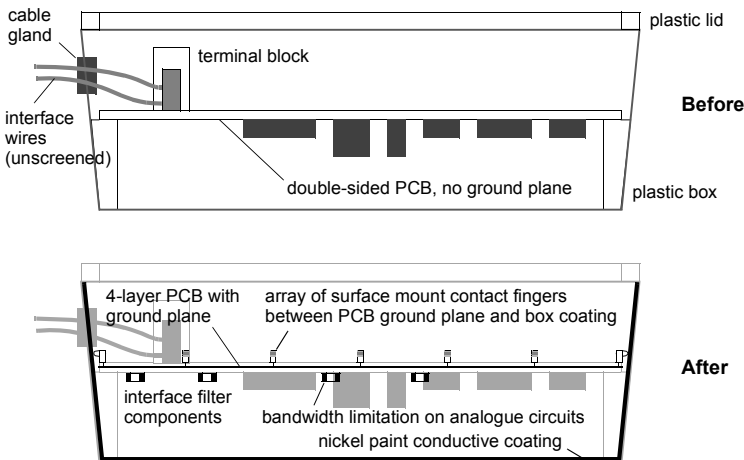 cable
gland
plastic lid
terminal block
Before
interface
wires
(unscreened)
double-sided PCB, no ground plane
plastic box
4-layer PCB with
ground plane
array of surface mount contact fingers
between PCB ground plane and box coating
After
interface filter
components
bandwidth limitation on analogue circuits
nickel paint conductive coating